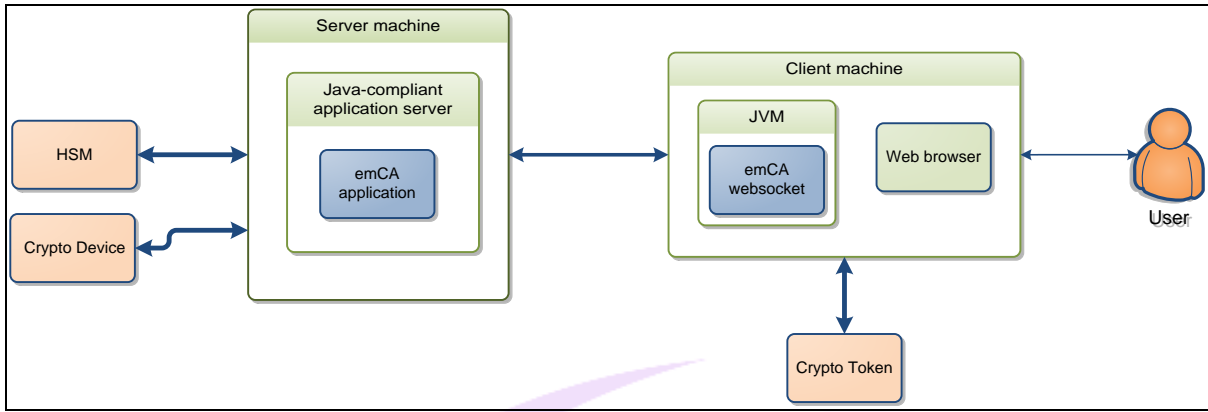 Server machine
Java-compliant
application server
emCA
application
HSM
Crypto Device
Client machine
JVM
emCA
websocket
Web browser
User
Crypto Token